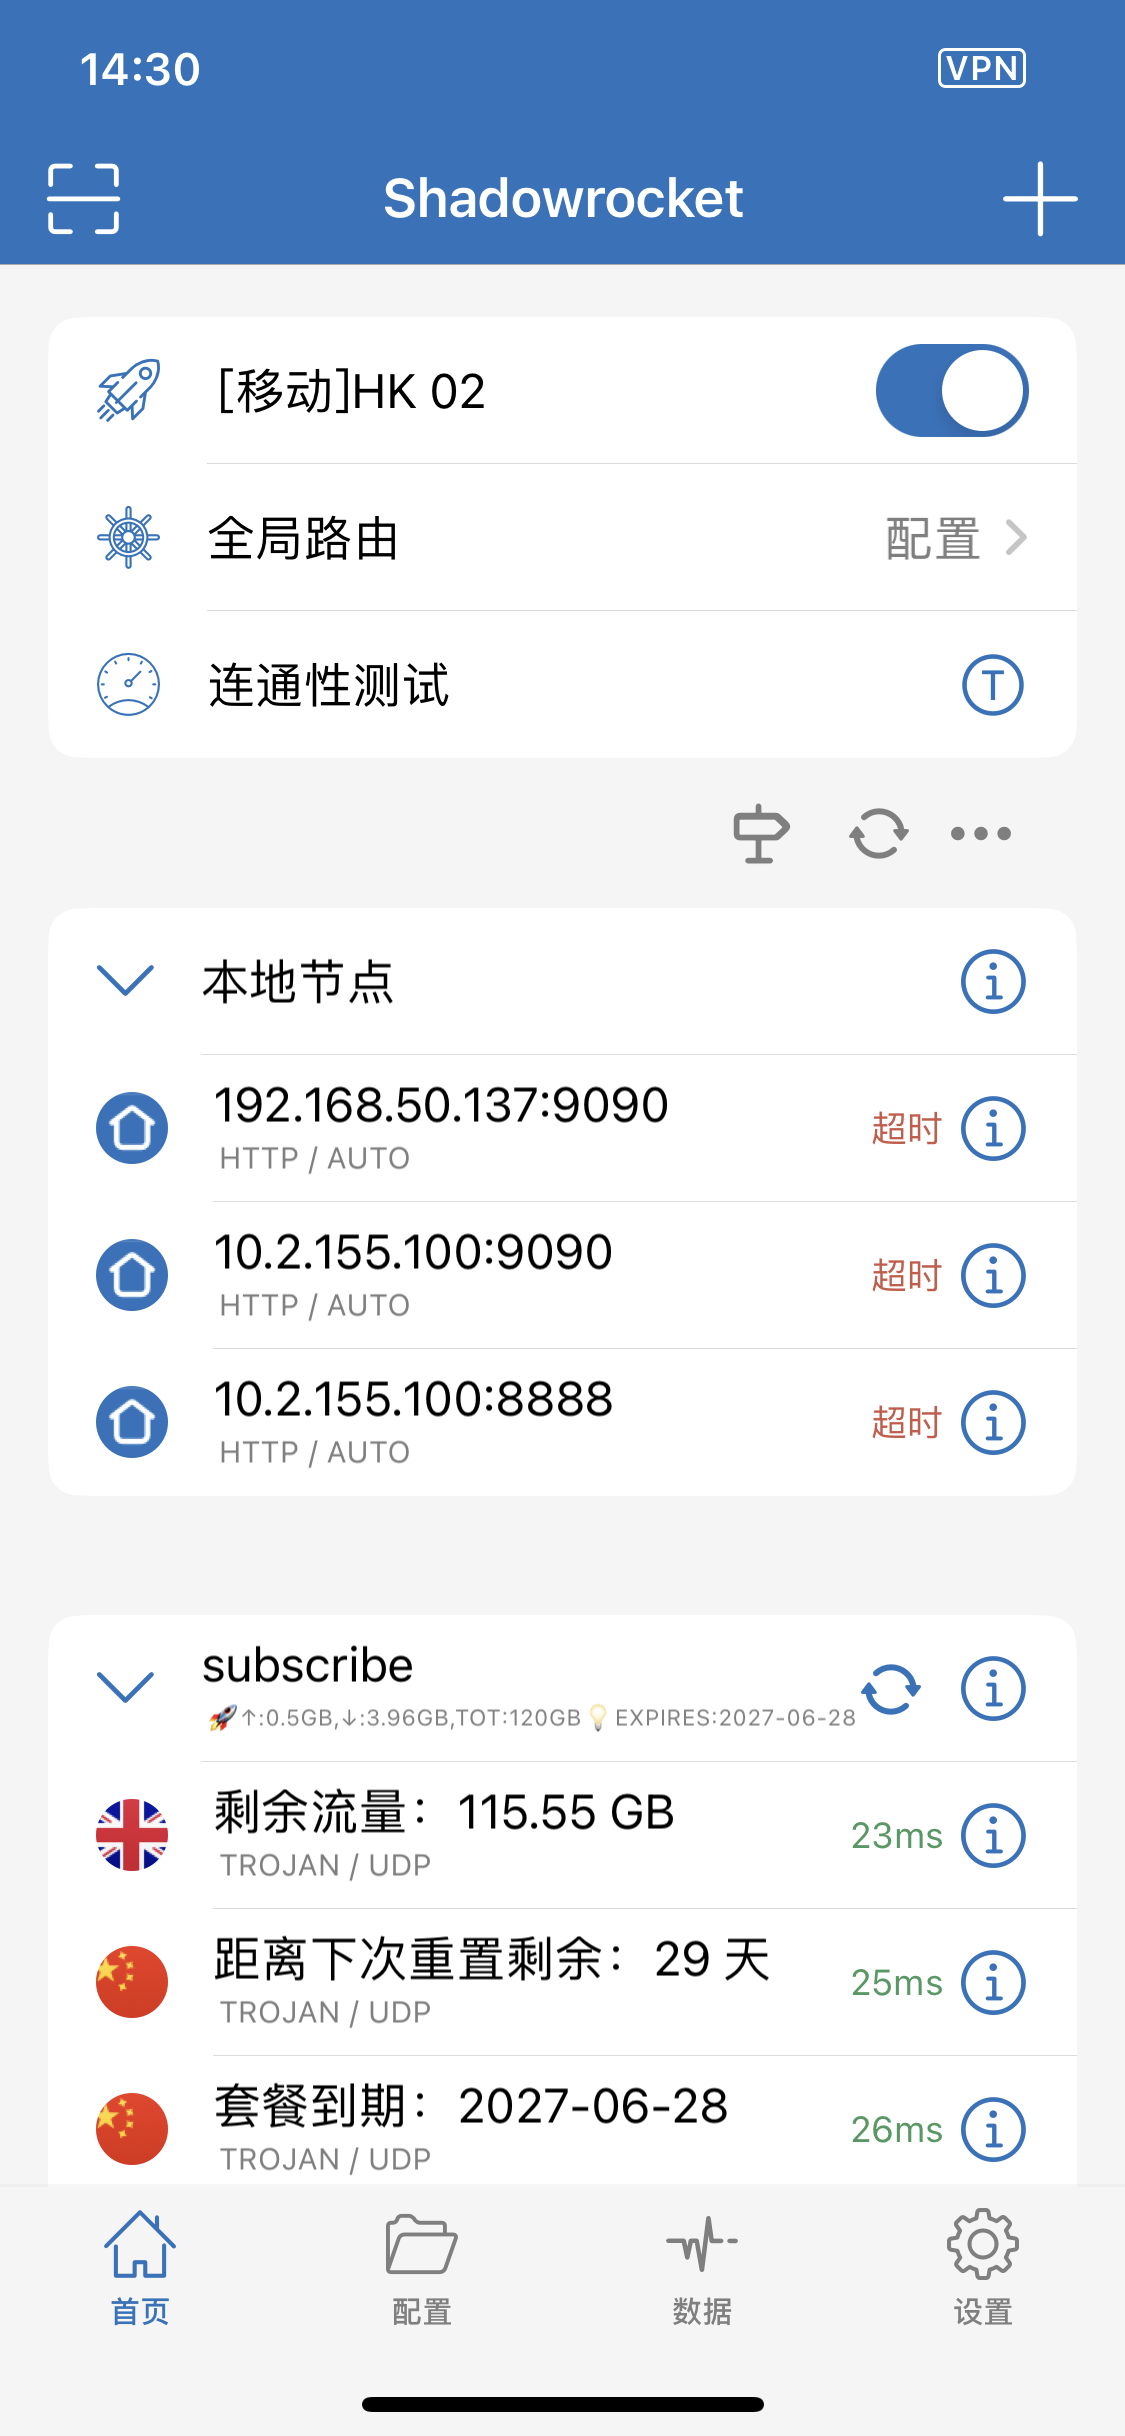 14:30
VPN
Shadowrocket
[移动]HK 02
全局路由
配置
连通性测试
T
本地节点
192.168.50.137:9090
HTTP / AUTO
超时
10.2.155.100:9090
HTTP / AUTO
超时
10.2.155.100:8888
HTTP / AUTO
超时
subscribe
🚀↑:0.5GB,↓:3.96GB,TOT:120GB💡EXPIRES:2027-06-28
剩余流量：115.55 GB
TROJAN / UDP
23ms
距离下次重置剩余：29 天
TROJAN / UDP
25ms
套餐到期：2027-06-28
TROJAN / UDP
26ms
首页
配置
数据
设置